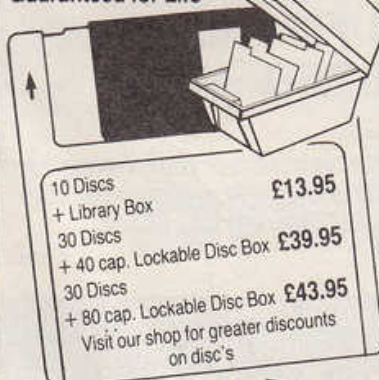 Guaranteed for Life
10 Discs
+ Library Box £13.95
30 Discs
+ 40 cap. Lockable Disc Box £39.95
30 Discs
+ 80 cap. Lockable Disc Box £43.95
Visit our shop for greater discounts
on disc's